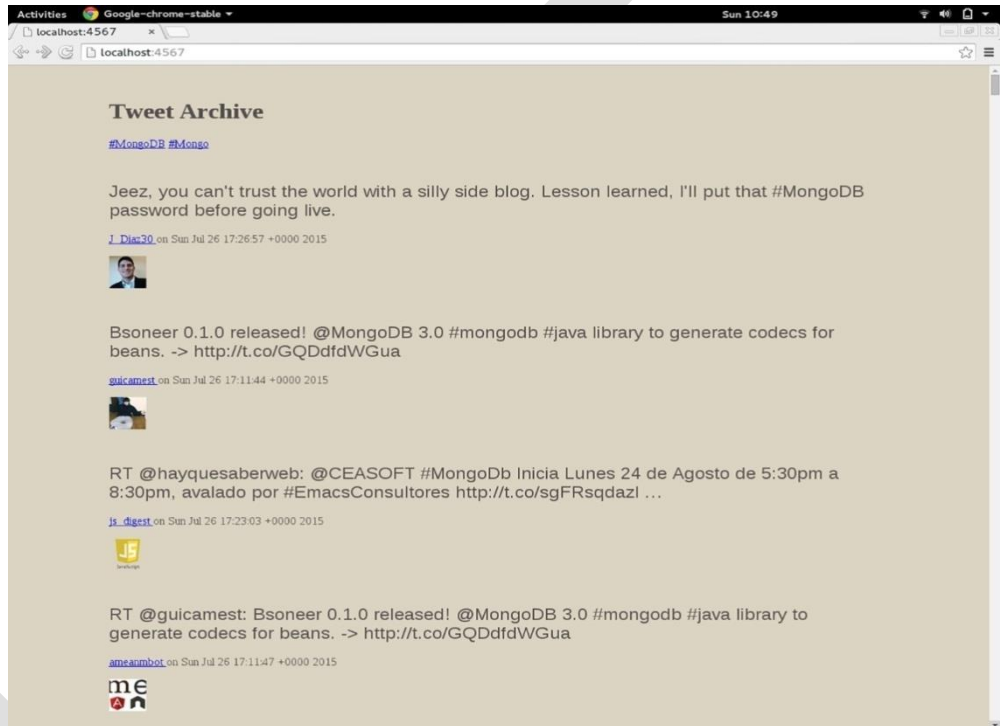 Activities Google-chrome-stable Sun 10:49
localhost:4567 ×
localhost:4567
Tweet Archive
#MongoDB #Mongo
Jeez, you can't trust the world with a silly side blog. Lesson learned, I'll put that #MongoDB
password before going live.
J_Diaz30 on Sun Jul 26 17:26:57 +0000 2015
Bsoneer 0.1.0 released! @MongoDB 3.0 #mongodb #java library to generate codecs for
beans. -> http://t.co/GQDdfdWGua
guicamest on Sun Jul 26 17:11:44 +0000 2015
RT @hayquesaberweb: @CEASOFT #MongoDb Inicia Lunes 24 de Agosto de 5:30pm a
8:30pm, avalado por #EmacsConsultores http://t.co/sgFRsqdazl ...
js_digest on Sun Jul 26 17:23:03 +0000 2015
JS
JavaScript
RT @guicamest: Bsoneer 0.1.0 released! @MongoDB 3.0 #mongodb #java library to
generate codecs for beans. -> http://t.co/GQDdfdWGua
ameanmbot on Sun Jul 26 17:11:47 +0000 2015
me
A n